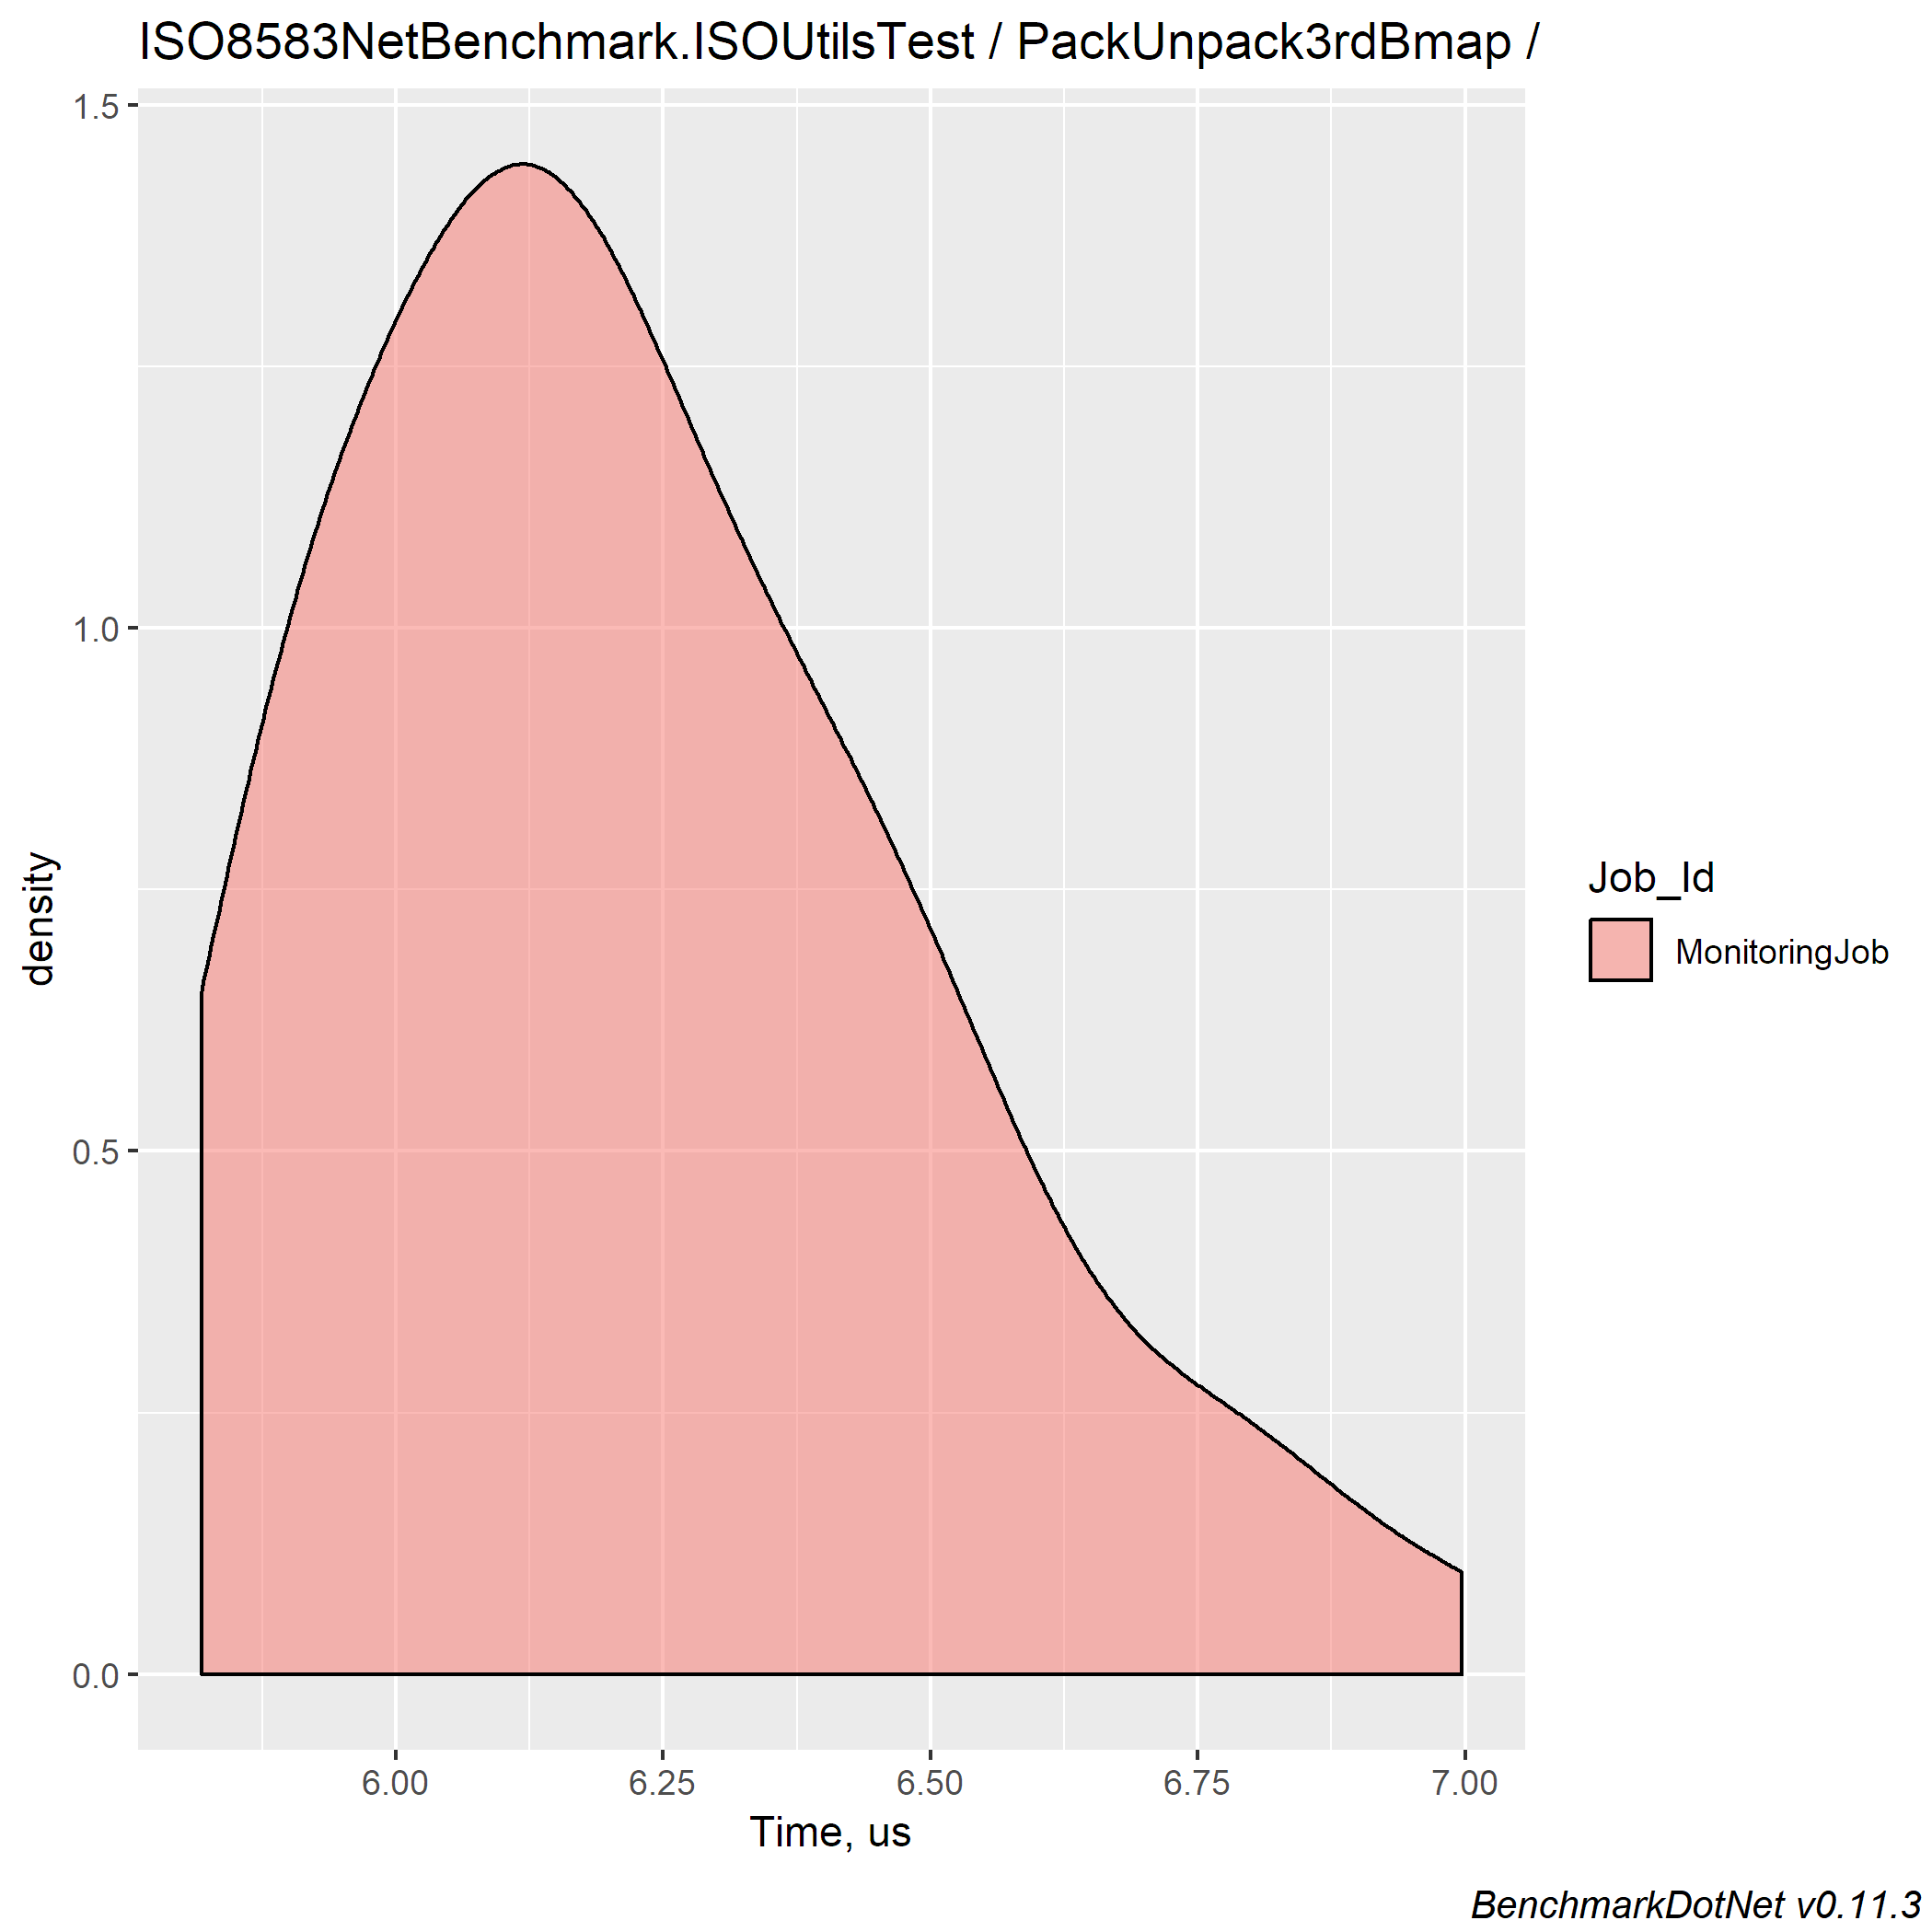 ISO8583NetBenchmark.ISOUtilsTest / PackUnpack3rdBmap /
1.5
1.0
0.5
0.0
density
6.00 6.25 6.50 6.75 7.00
Time, us
Job_Id
MonitoringJob
BenchmarkDotNet v0.11.3